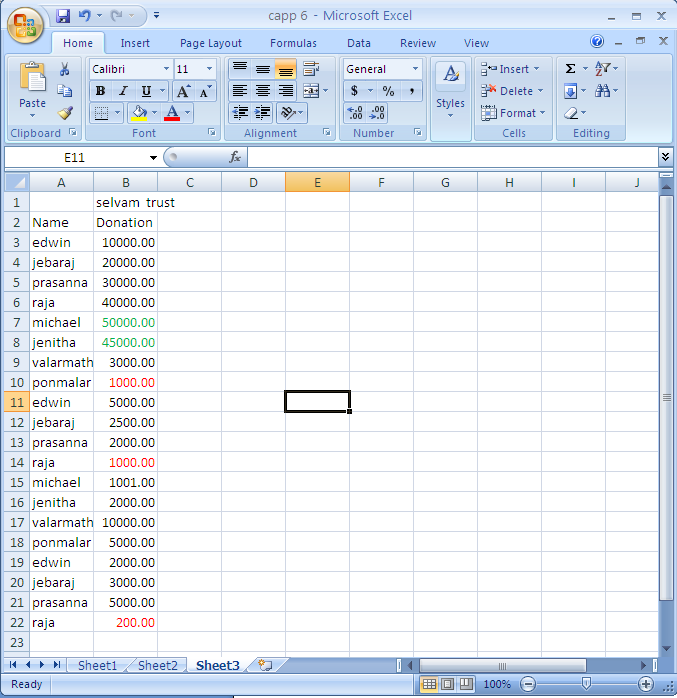 capp 6 - Microsoft Excel
Home Insert Page Layout Formulas Data Review View
Paste Calibri 11 General Styles Insert
B I U A A $ % , Delete
A .00 .00 Format
Clipboard Font Alignment Number Cells Editing
E11 fx
A B C D E F G H I J
1 selvam trust
2 Name Donation
3 edwin 10000.00
4 jebaraj 20000.00
5 prasanna 30000.00
6 raja 40000.00
7 michael 50000.00
8 jenitha 45000.00
9 valarmath 3000.00
10 ponmalar 1000.00
11 edwin 5000.00
12 jebaraj 2500.00
13 prasanna 2000.00
14 raja 1000.00
15 michael 1001.00
16 jenitha 2000.00
17 valarmath 10000.00
18 ponmalar 5000.00
19 edwin 2000.00
20 jebaraj 3000.00
21 prasanna 5000.00
22 raja 200.00
23
Sheet1 Sheet2 Sheet3
Ready 100%